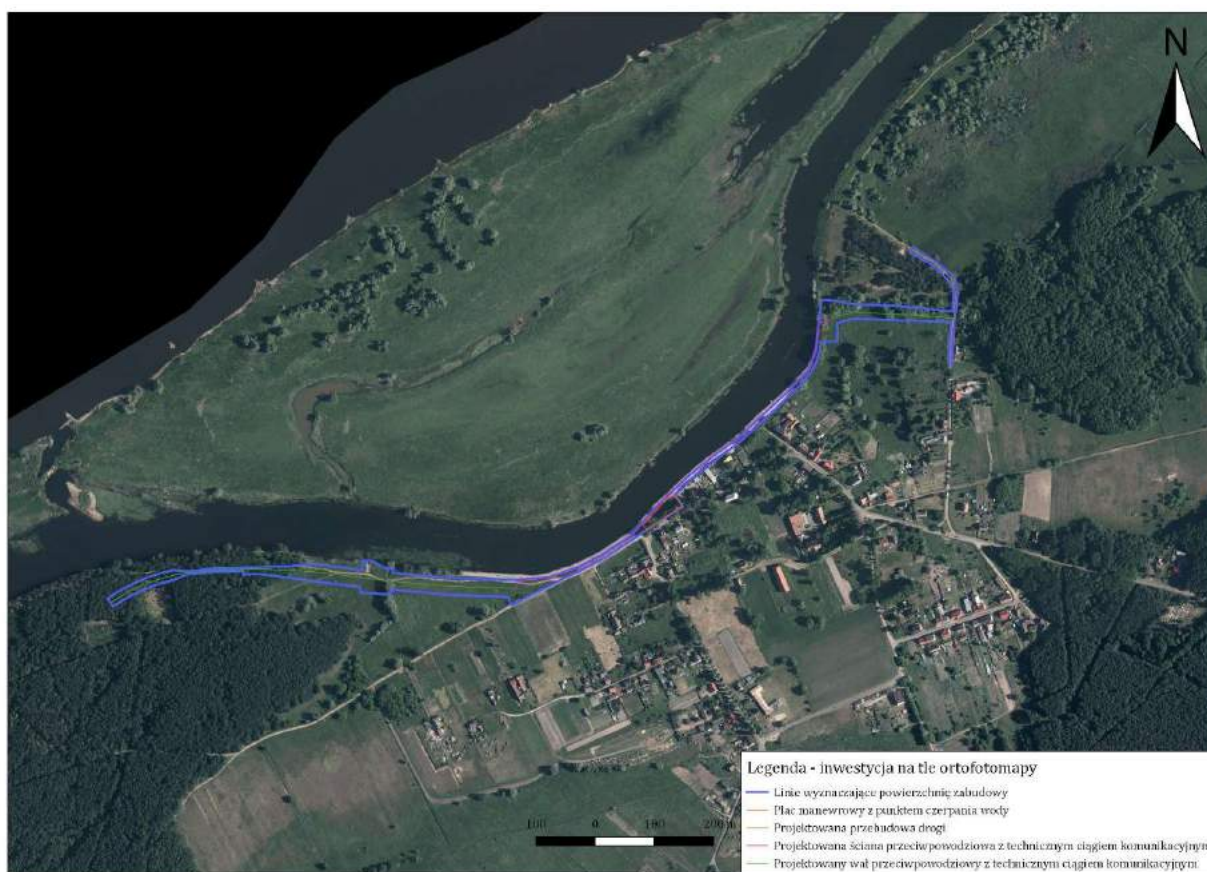 N
Legenda - inwestycja na tle ortofotomapy
Linie wyznaczające powierzchnię zabudowy
Plac manewrowy z punktem czerpania wody
Projektowana przebudowa drogi
Projektowana ściana przeciwpowodziowa z technicznym ciągiem komunikacyjnym
Projektowany wał przeciwpowodziowy z technicznym ciągiem komunikacyjnym
100 0 100 200 m